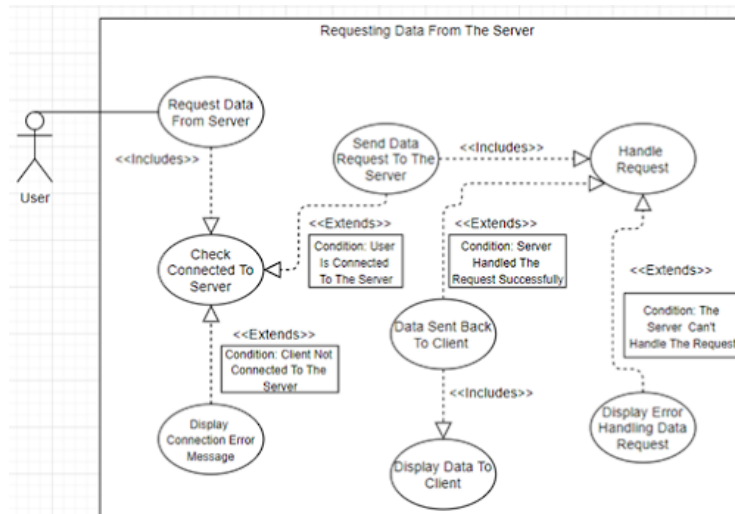 Requesting Data From The Server
User
Request Data
From Server
<<Includes>>
Send Data
Request To The
Server
<<Includes>>
Handle
Request
Check
Connected To
Server
<<Extends>>
Condition: User
Is Connected
To The Server
<<Extends>>
Condition: Server
Handled The
Request Successfully
<<Extends>>
Condition: The
Server Can't
Handle The Request
<<Extends>>
Condition: Client Not
Connected To The
Server
Data Sent Back
To Client
<<Includes>>
Display
Connection Error
Message
Display Data To
Client
Display Error
Handling Data
Request